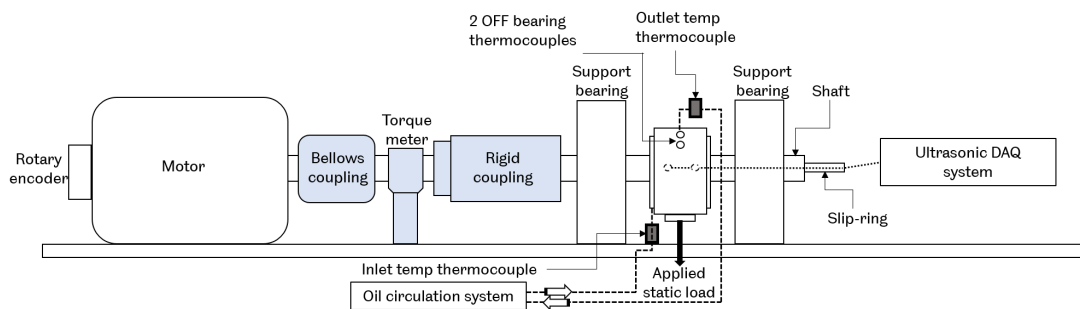 2 OFF bearing
thermocouples
Outlet temp
thermocouple
Support
bearing
Support
bearing
Shaft
Torque
meter
Rotary
encoder
Motor
Bellows
coupling
Rigid
coupling
Ultrasonic DAQ
system
Slip-ring
Inlet temp thermocouple
Applied
static load
Oil circulation system